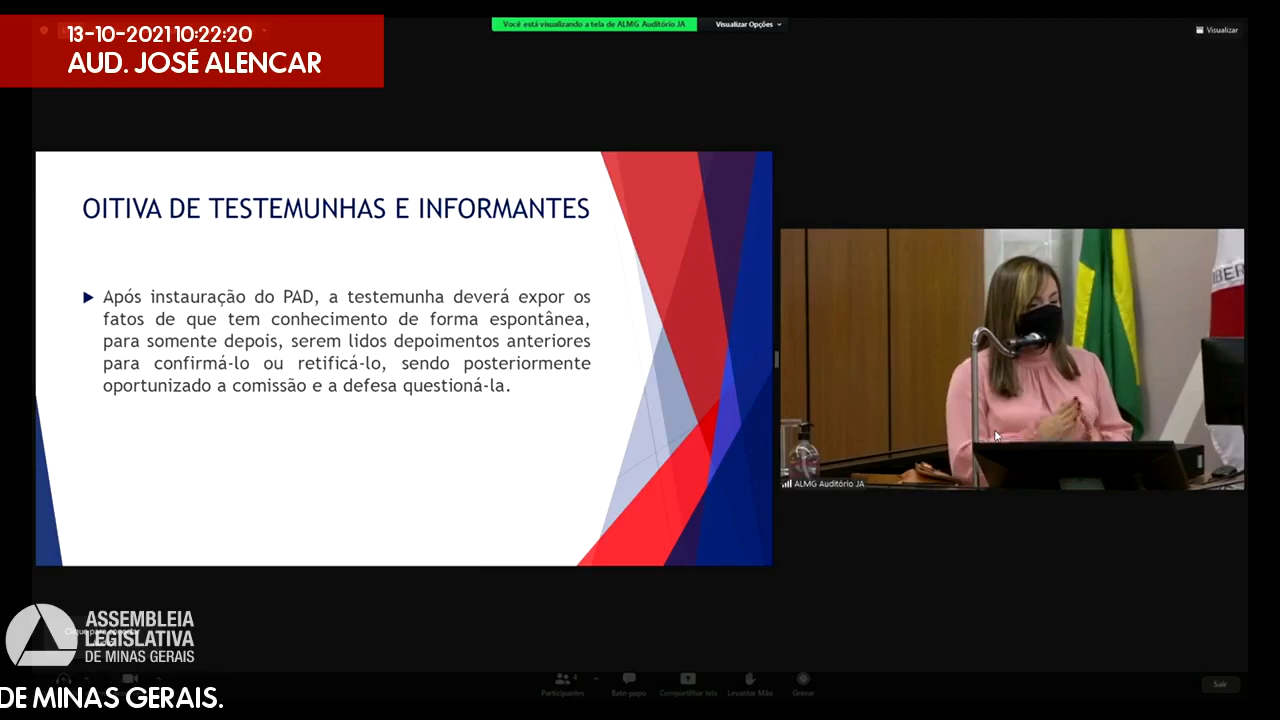 13-10-2021 10:22:20
AUD. JOSÉ ALENCAR
Você está visualizando a tela de ALMG Auditório JA
Visualizar Opções
Visualizar
OITIVA DE TESTEMUNHAS E INFORMANTES
Após instauração do PAD, a testemunha deverá expor os
fatos de que tem conhecimento de forma espontânea,
para somente depois, serem lidos depoimentos anteriores
para confirmá-lo ou retificá-lo, sendo posteriormente
oportunizado a comissão e a defesa questioná-la.
IBER
ALMG Auditório JA
ASSEMBLEIA
LEGISLATIVA
DE MINAS GERAIS
Participantes
4
Bate-papo
Compartilhar tela
Levantar Mão
Gravar
Sair
DE MINAS GERAIS.